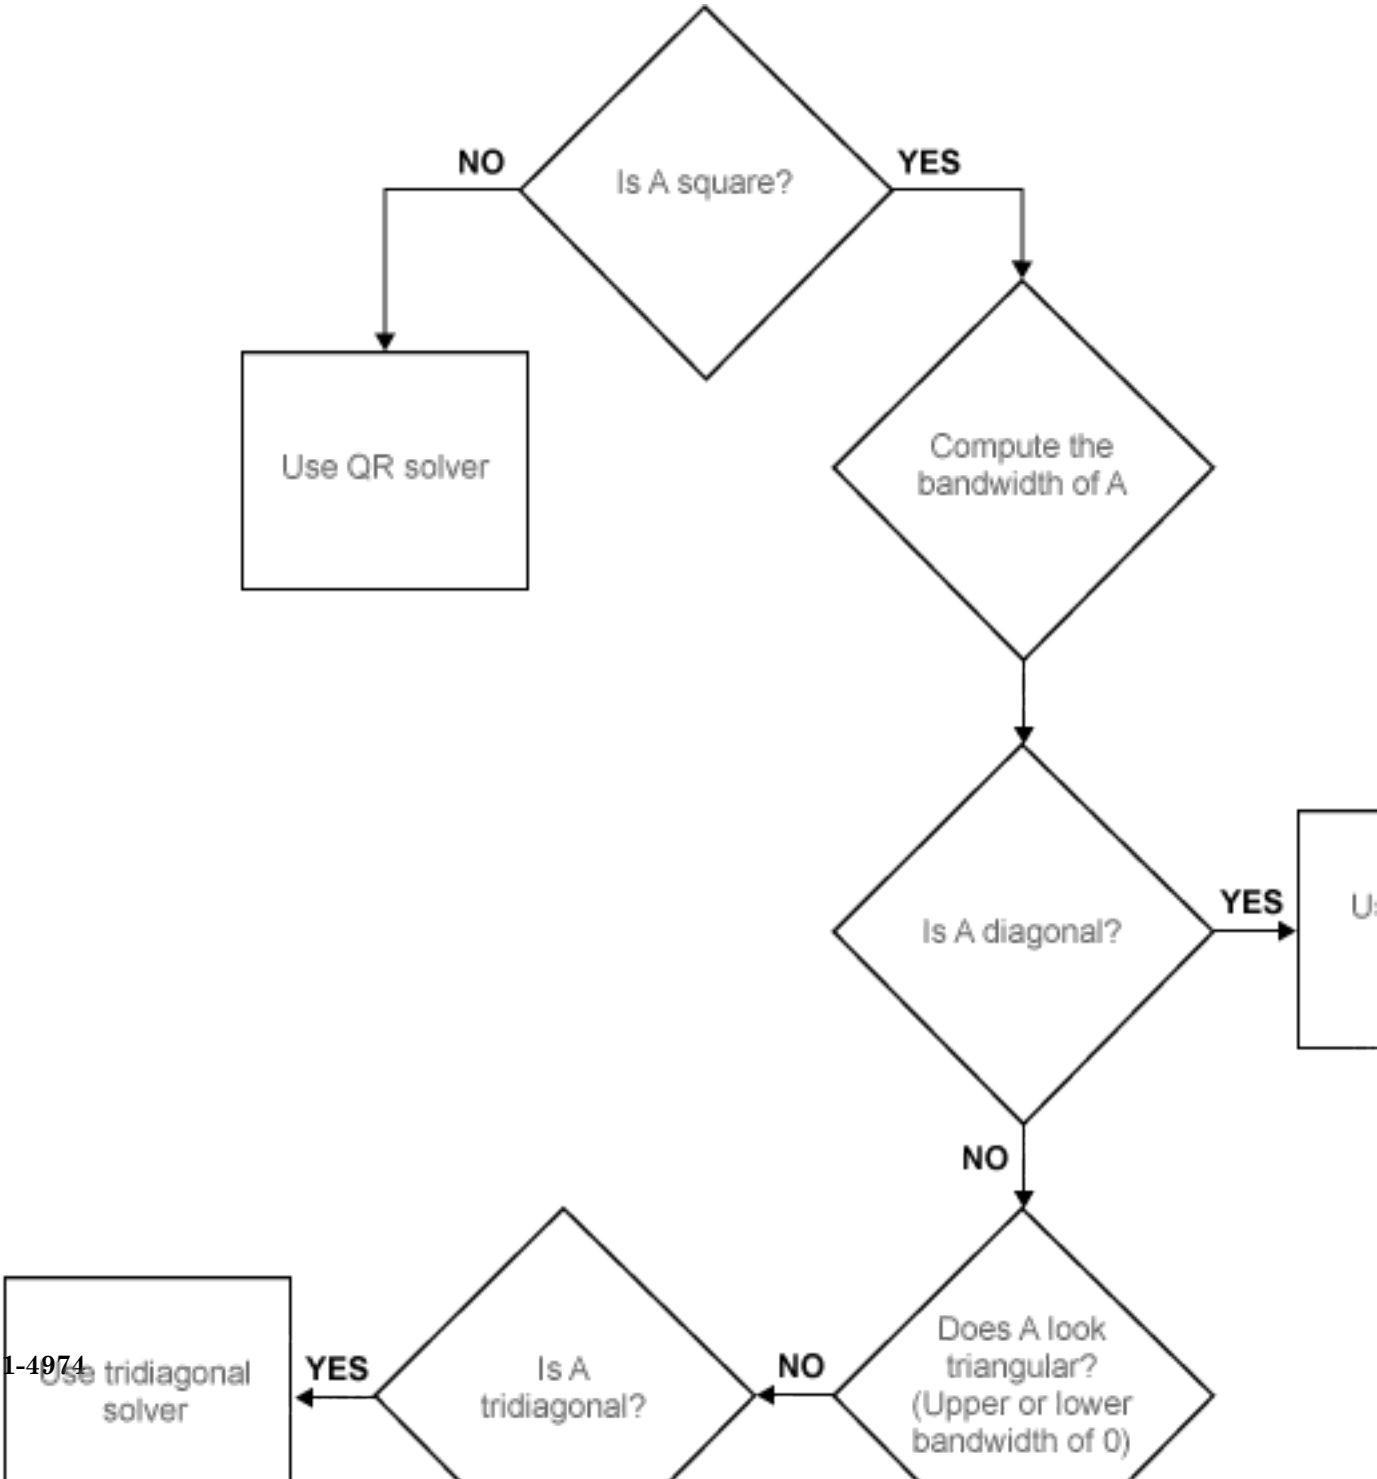 NO
Is A square?
YES
Use QR solver
Compute the
bandwidth of A
Is A diagonal?
YES
NO
Does A look
triangular?
(Upper or lower
bandwidth of 0)
NO
Is A
tridiagonal?
YES
Use tridiagonal
solver
1-4974